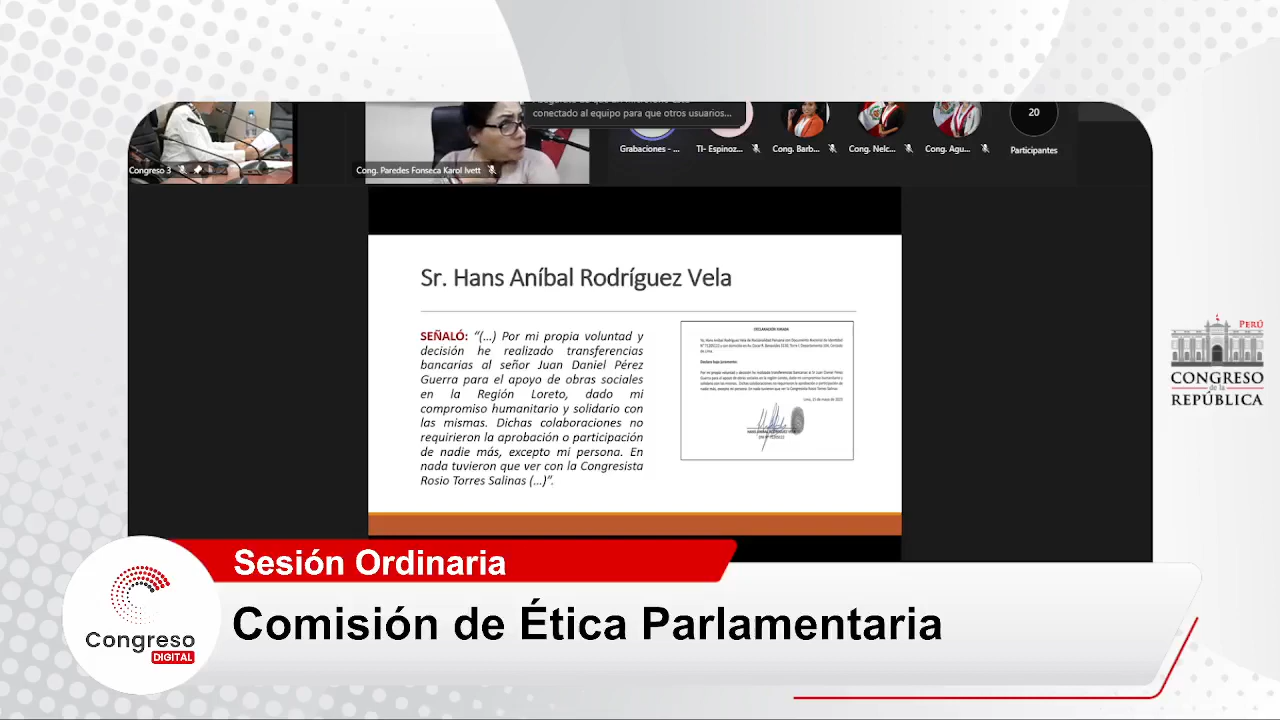 conectado al equipo para que otros usuarios...
20
Congreso 3
Cong. Paredes Fonseca Karol Ivett
Grabaciones - ...
TI- Espinoz...
Cong. Barb...
Cong. Nelc...
Cong. Agu...
Participantes
Sr. Hans Aníbal Rodríguez Vela
SEÑALÓ: “(...) Por mi propia voluntad y
decisión he realizado transferencias
bancarias al señor Juan Daniel Pérez
Guerra para el apoyo de obras sociales
en la Región Loreto, dado mi
compromiso humanitario y solidario con
las mismas. Dichas colaboraciones no
requirieron la aprobación o participación
de nadie más, excepto mi persona. En
nada tuvieron que ver con la Congresista
Rosio Torres Salinas (...)”.
DECLARACIÓN JURADA
Declaro bajo juramento:
PERÚ
CONGRESO
de la
REPÚBLICA
Sesión Ordinaria
Comisión de Ética Parlamentaria
Congreso
DIGITAL